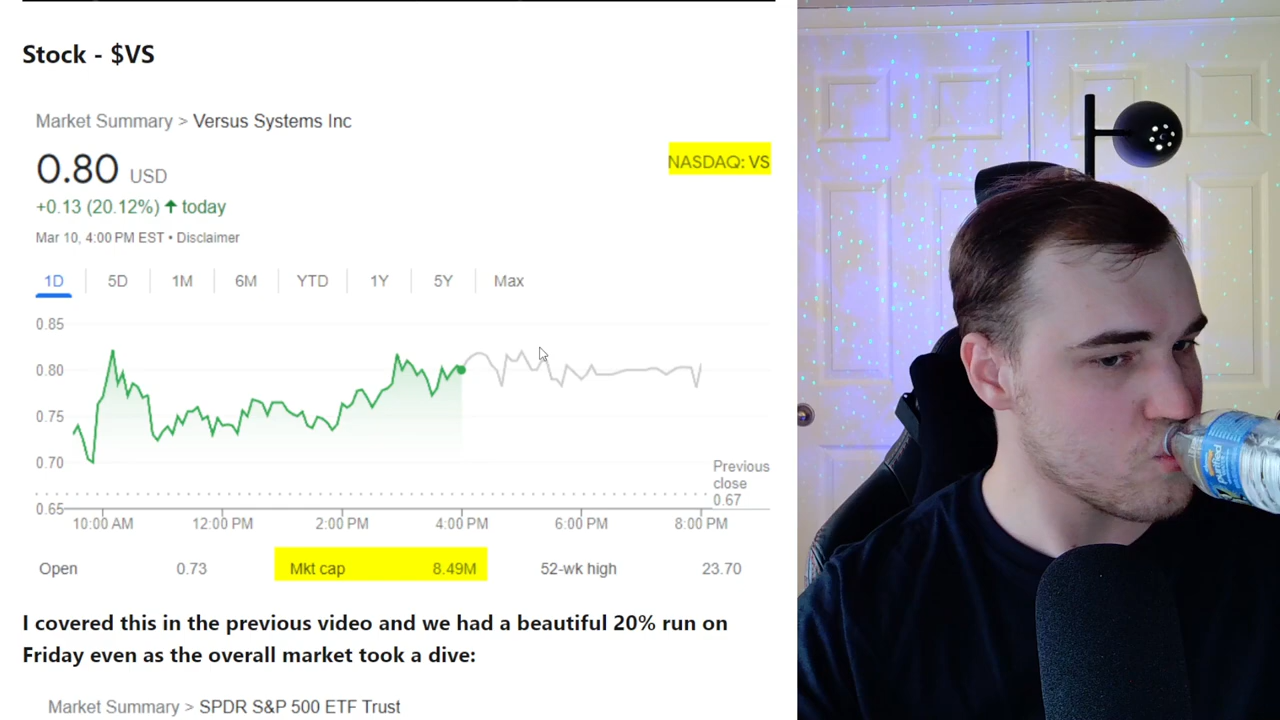 Stock - $VS
Market Summary > Versus Systems Inc
0.80 USD
NASDAQ: VS
+0.13 (20.12%) ↑ today
Mar 10, 4:00 PM EST • Disclaimer
1D 5D 1M 6M YTD 1Y 5Y Max
0.85
0.80
0.75
0.70
Previous
close
0.67
0.65
10:00 AM 12:00 PM 2:00 PM 4:00 PM 6:00 PM 8:00 PM
Open 0.73 Mkt cap 8.49M 52-wk high 23.70
I covered this in the previous video and we had a beautiful 20% run on
Friday even as the overall market took a dive:
Market Summary > SPDR S&P 500 ETF Trust